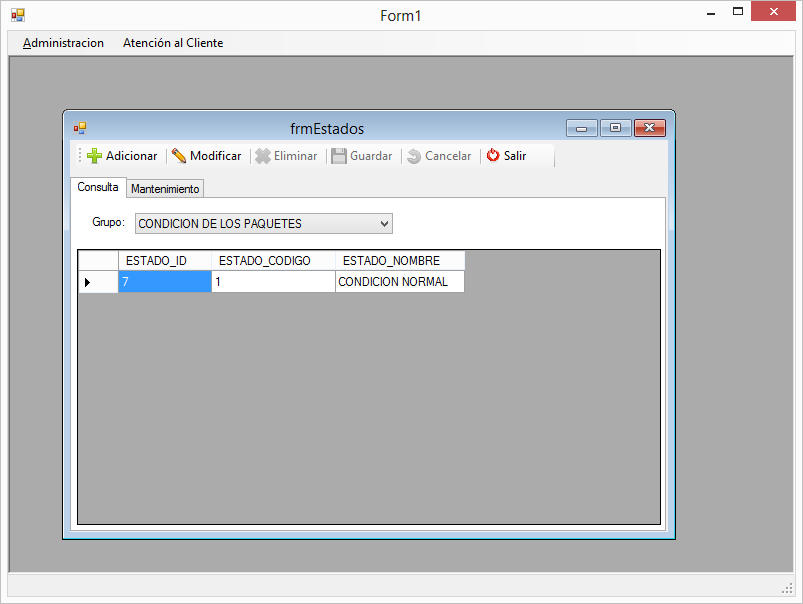 Form1
Administracion Atención al Cliente
frmEstados
Adicionar Modificar Eliminar Guardar Cancelar Salir
Consulta Mantenimiento
Grupo: CONDICION DE LOS PAQUETES
ESTADO_ID ESTADO_CODIGO ESTADO_NOMBRE
7 1 CONDICION NORMAL